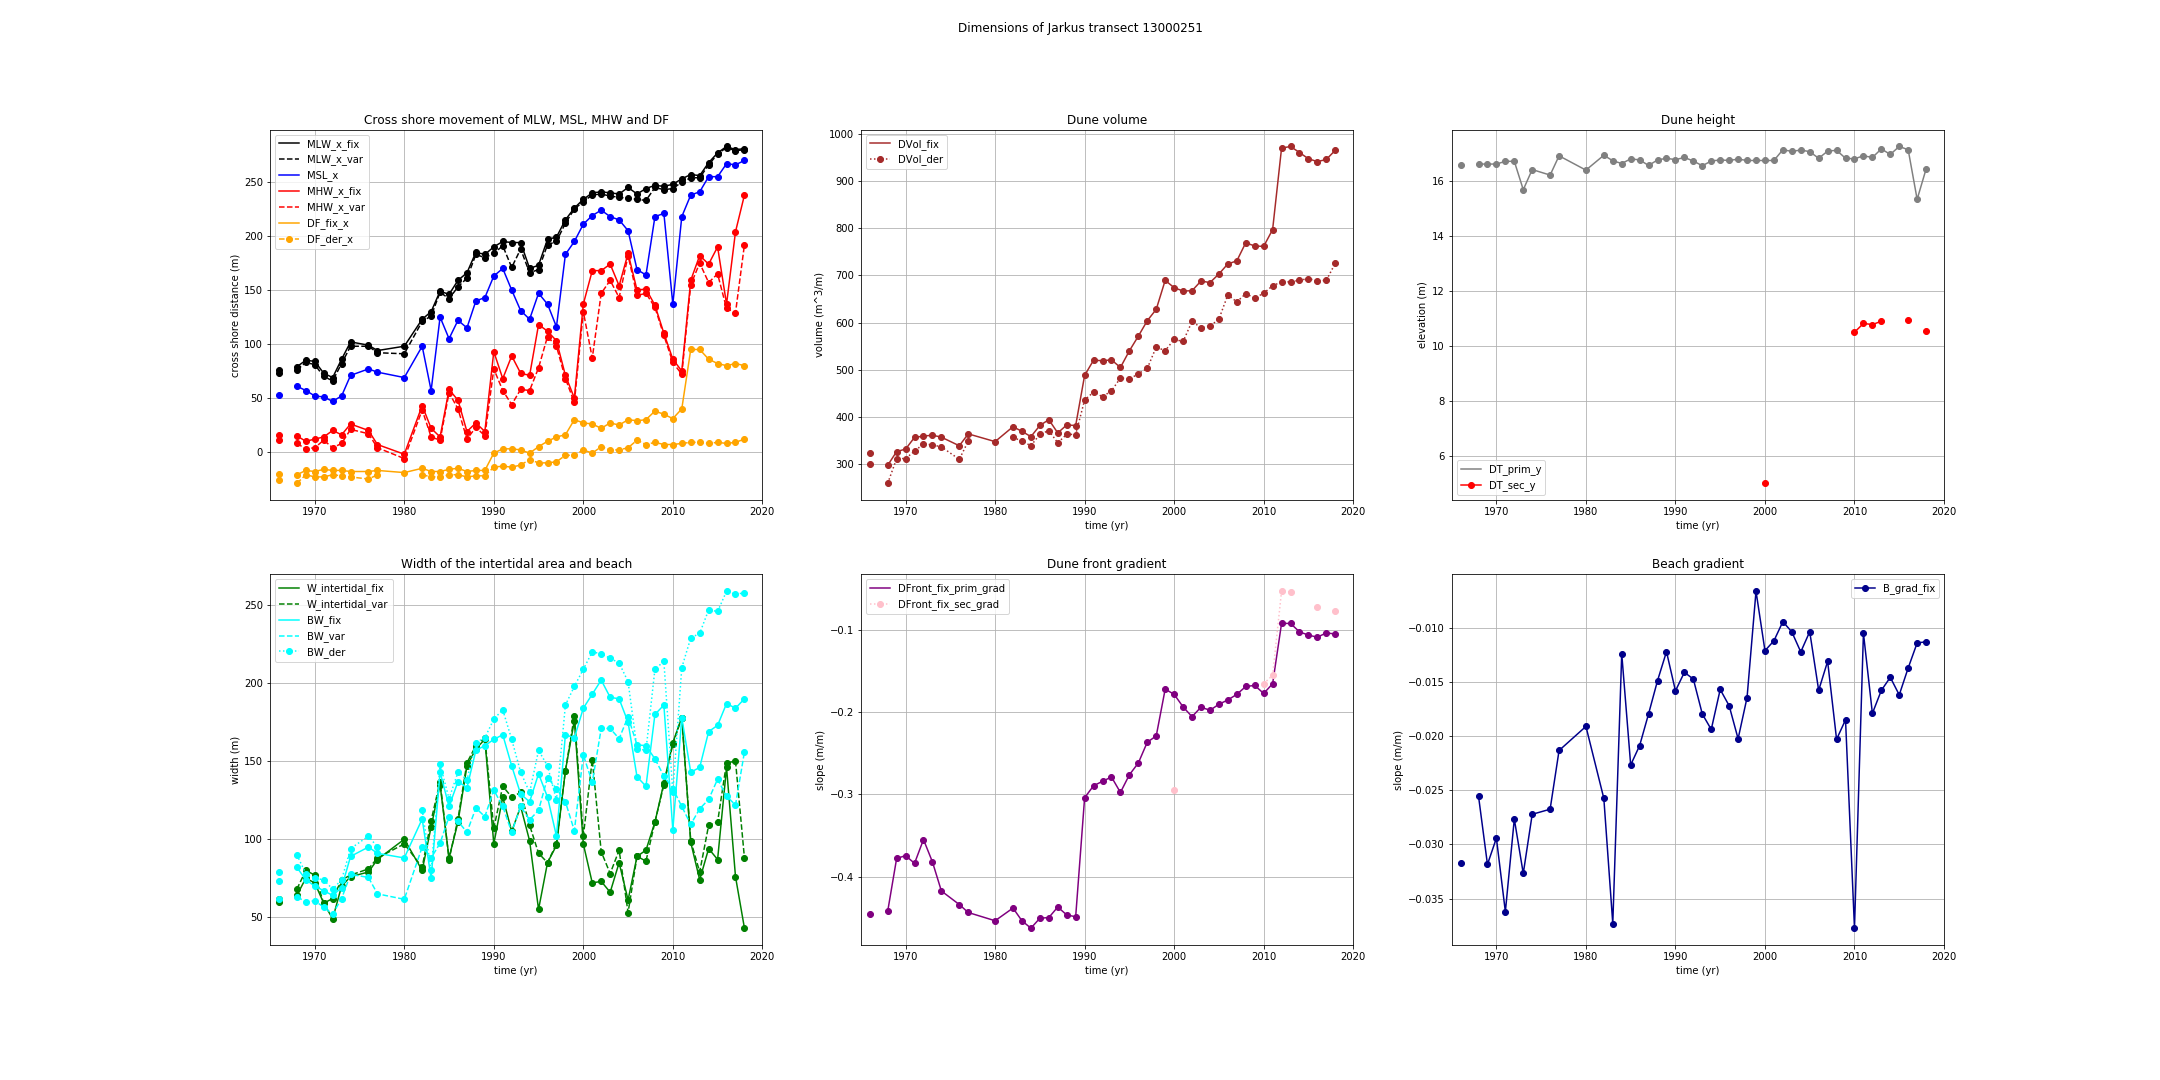 Dimensions of Jarkus transect 13000251
Cross shore movement of MLW, MSL, MHW and DF
MLW_x_fix
MLW_x_var
MSL_x
MHW_x_fix
MHW_x_var
DF_fix_x
DF_der_x
cross shore distance (m)
250
200
150
100
50
0
1970 1980 1990 2000 2010 2020
time (yr)
Dune volume
DVol_fix
DVol_der
volume (m^3/m)
1000
900
800
700
600
500
400
300
1970 1980 1990 2000 2010 2020
time (yr)
Dune height
elevation (m)
16
14
12
10
8
6
DT_prim_y
DT_sec_y
1970 1980 1990 2000 2010 2020
time (yr)
Width of the intertidal area and beach
W_intertidal_fix
W_intertidal_var
BW_fix
BW_var
BW_der
width (m)
250
200
150
100
50
1970 1980 1990 2000 2010 2020
time (yr)
Dune front gradient
DFront_fix_prim_grad
DFront_fix_sec_grad
slope (m/m)
−0.1
−0.2
−0.3
−0.4
1970 1980 1990 2000 2010 2020
time (yr)
Beach gradient
B_grad_fix
slope (m/m)
−0.010
−0.015
−0.020
−0.025
−0.030
−0.035
1970 1980 1990 2000 2010 2020
time (yr)